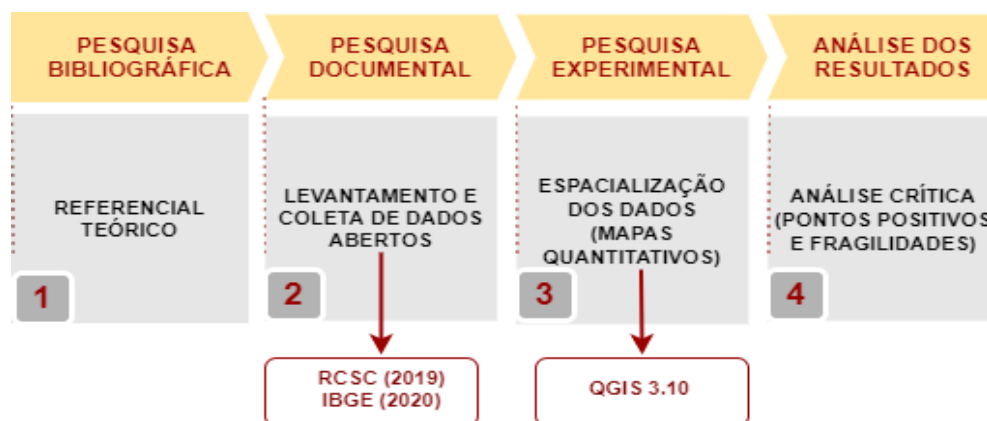 PESQUISA
BIBLIOGRÁFICA
PESQUISA
DOCUMENTAL
PESQUISA
EXPERIMENTAL
ANÁLISE DOS
RESULTADOS
REFERENCIAL
TEÓRICO
1
LEVANTAMENTO E
COLETA DE DADOS
ABERTOS
2
ESPACIALIZAÇÃO
DOS DADOS
(MAPAS
QUANTITATIVOS)
3
ANÁLISE CRÍTICA
(PONTOS POSITIVOS
E FRAGILIDADES)
4
RCSC (2019)
IBGE (2020)
QGIS 3.10